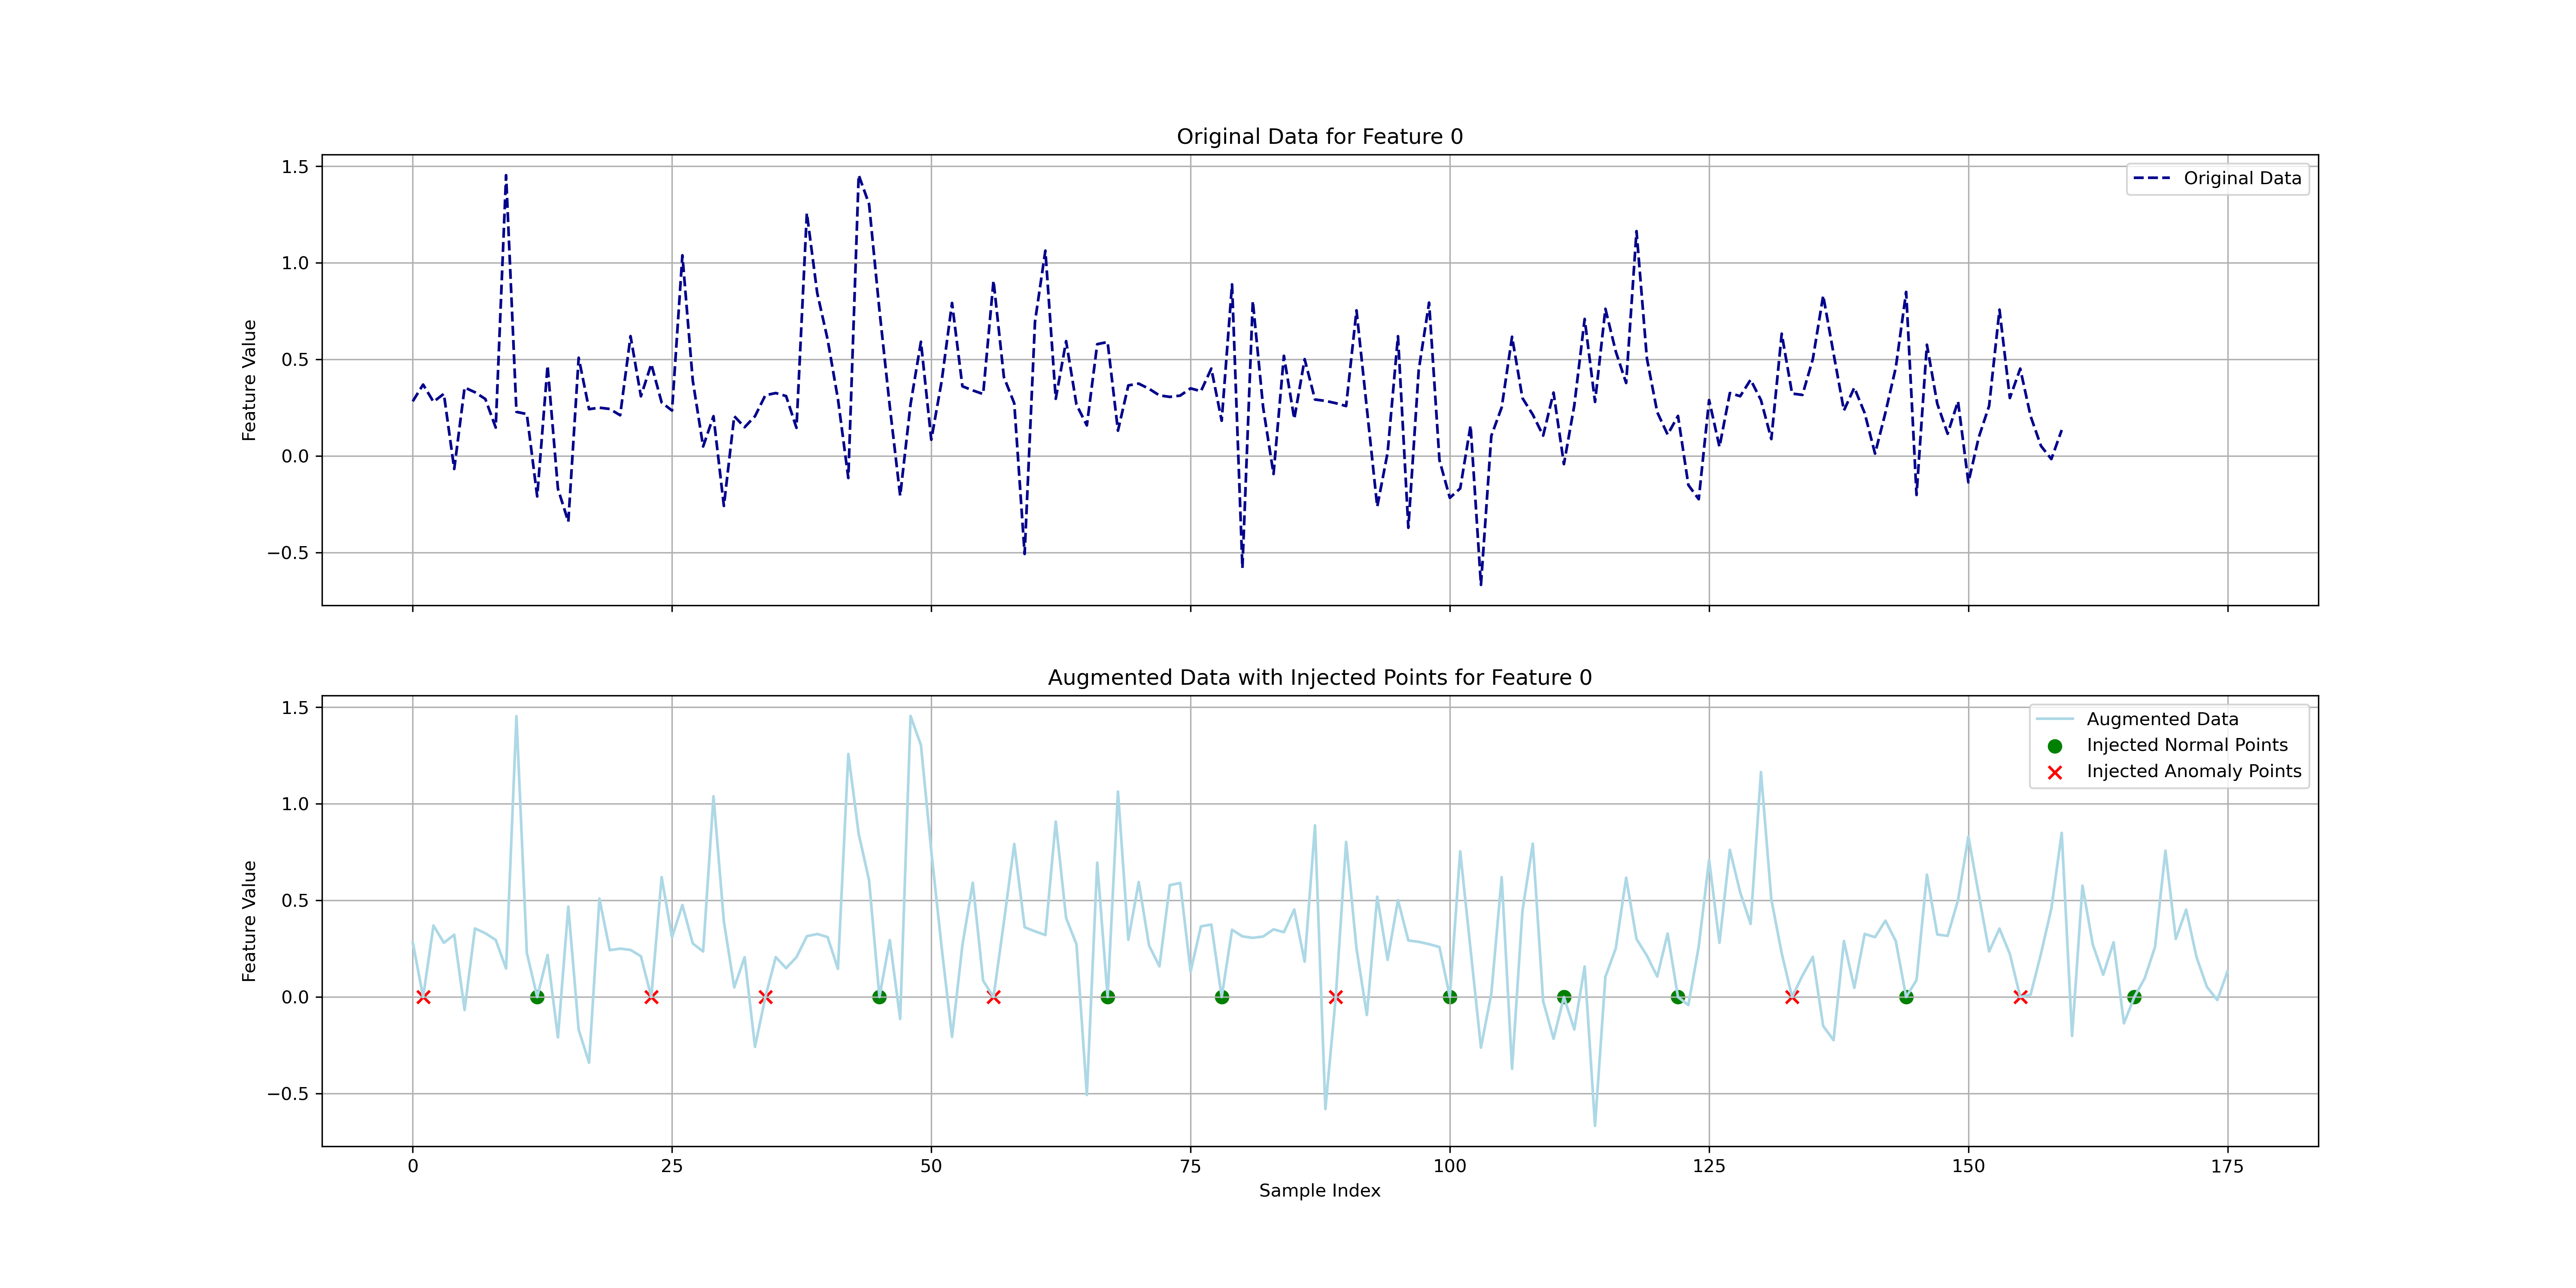 Original Data for Feature 0
1.5
1.0
0.5
0.0
−0.5
Feature Value
Original Data
Augmented Data with Injected Points for Feature 0
1.5
1.0
0.5
0.0
−0.5
Feature Value
Augmented Data
Injected Normal Points
Injected Anomaly Points
0 25 50 75 100 125 150 175
Sample Index